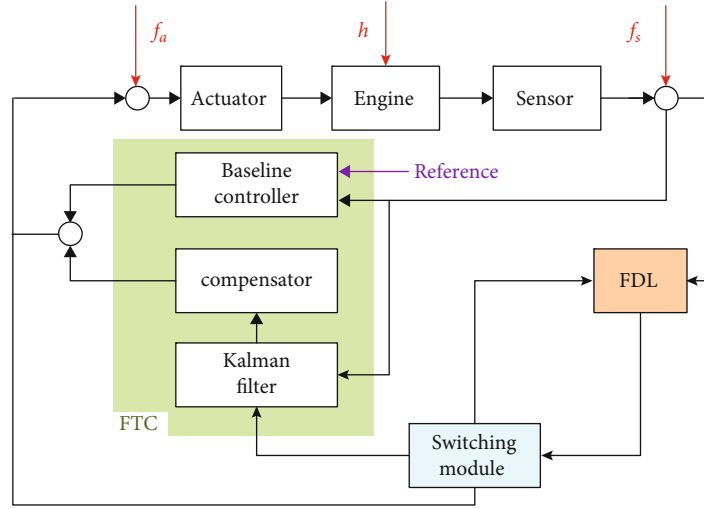 fa
h
fs
Actuator
Engine
Sensor
Baseline
controller
Reference
compensator
FDL
Kalman
filter
FTC
Switching
module